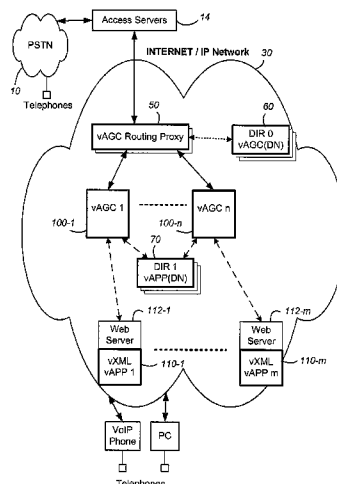 Access Servers
14
PSTN
10
INTERNET / IP Network
30
Telephones
50
60
vAGC Routing Proxy
DIR 0
vAGC(DN)
vAGC 1
vAGC n
100-1
100-n
70
DIR 1
vAPP(DN)
112-1
112-m
Web
Server
Web
Server
vXML
vAPP 1
110-1
vXML
vAPP m
110-m
VoIP
Phone
PC
Telephones